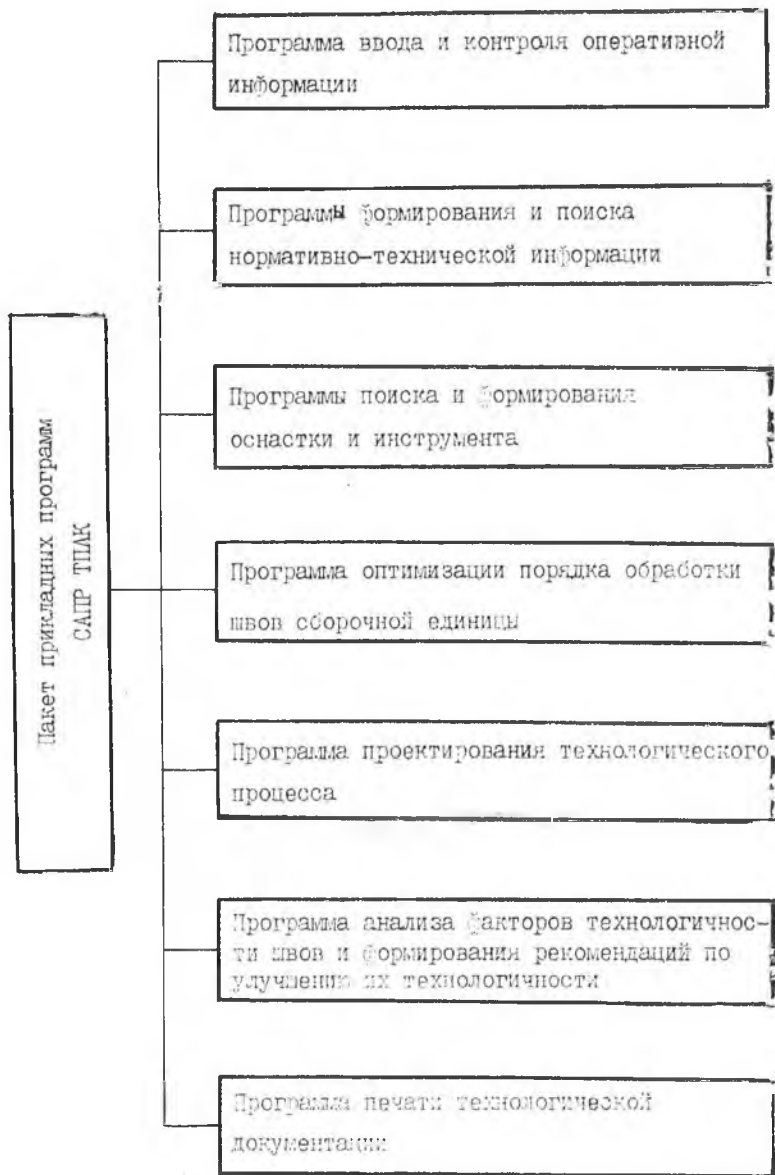 Программа ввода и контроля оперативной
информации
Программы формирования и поиска
нормативно-технической информации
Программы поиска и формирования
оснастки и инструмента
Пакет прикладных программ
САПР ТПЛК
Программа оптимизации порядка обработки
швов сборочной единицы
Программа проектирования технологического
процесса
Программа анализа факторов технологичнос-
ти швов и формирования рекомендаций по
улучшению их технологичности
Программа печати технологической
документации